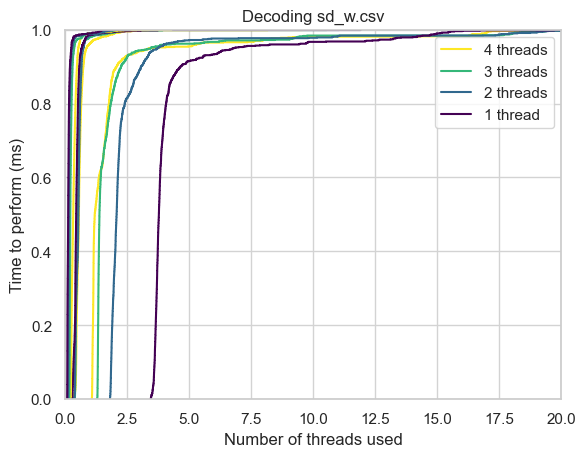 Decoding sd_w.csv
1.0
0.8
0.6
0.4
0.2
0.0
Time to perform (ms)
4 threads
3 threads
2 threads
1 thread
0.0 2.5 5.0 7.5 10.0 12.5 15.0 17.5 20.0
Number of threads used